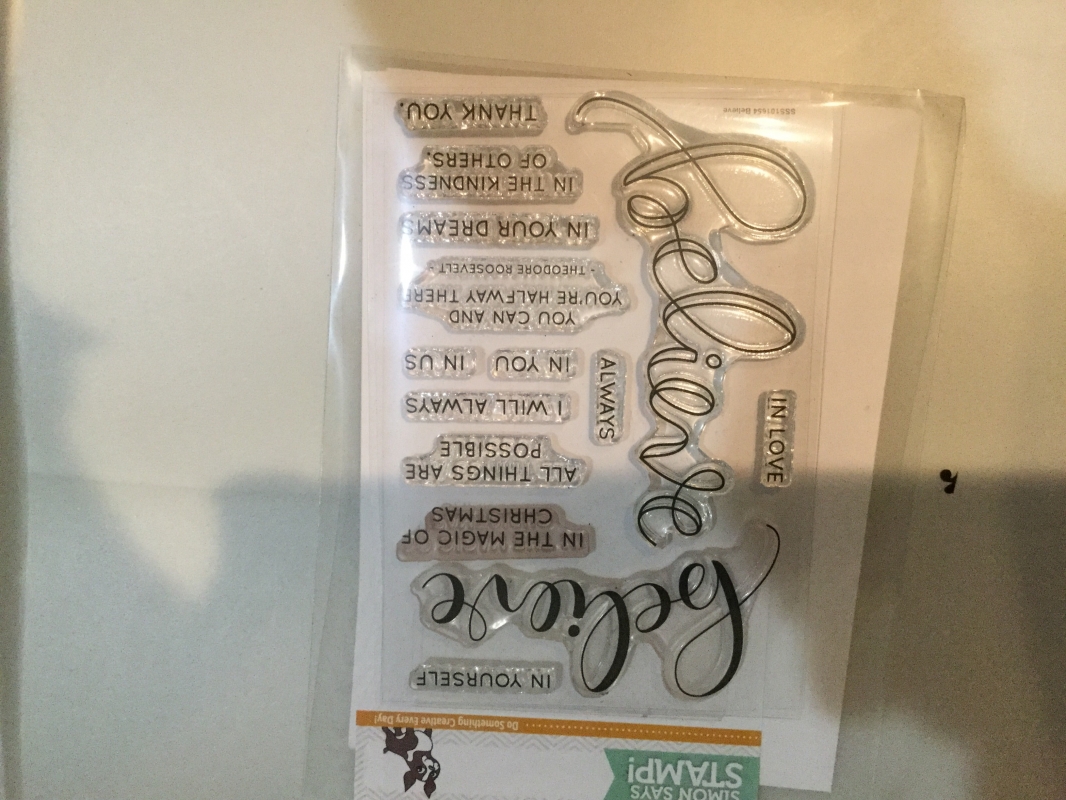 SIMON SAYS
STAMP!
Do Something Creative Every Day!
IN YOURSELF
believe
IN THE MAGIC OF
CHRISTMAS
ALL THINGS ARE
POSSIBLE
I WILL ALWAYS
IN YOU
IN US
ALWAYS
IN LOVE
believe
YOU CAN AND
YOU'RE HALFWAY THERE
- THEODORE ROOSEVELT -
IN YOUR DREAMS
IN THE KINDNESS
OF OTHERS.
THANK YOU.
Believe